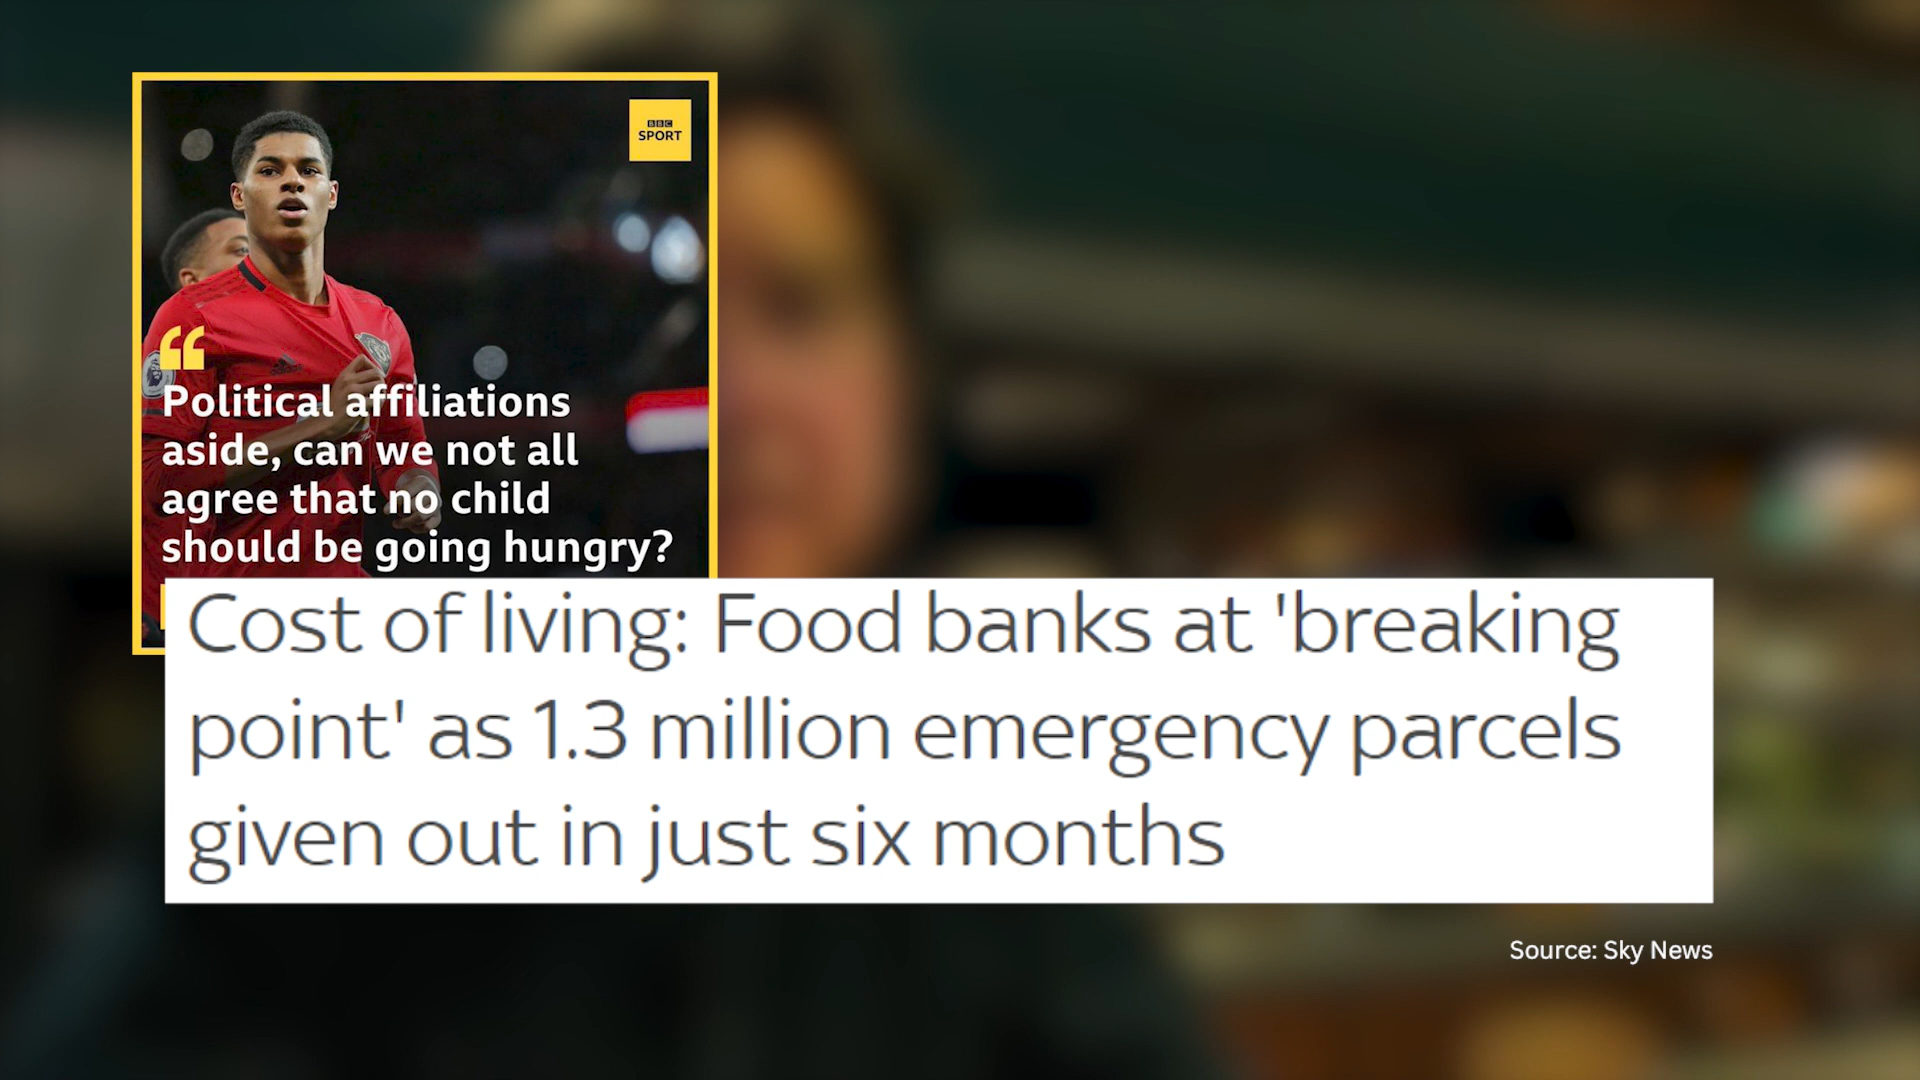 BBC
SPORT
“
Political affiliations
aside, can we not all
agree that no child
should be going hungry?
Cost of living: Food banks at 'breaking
point' as 1.3 million emergency parcels
given out in just six months
Source: Sky News